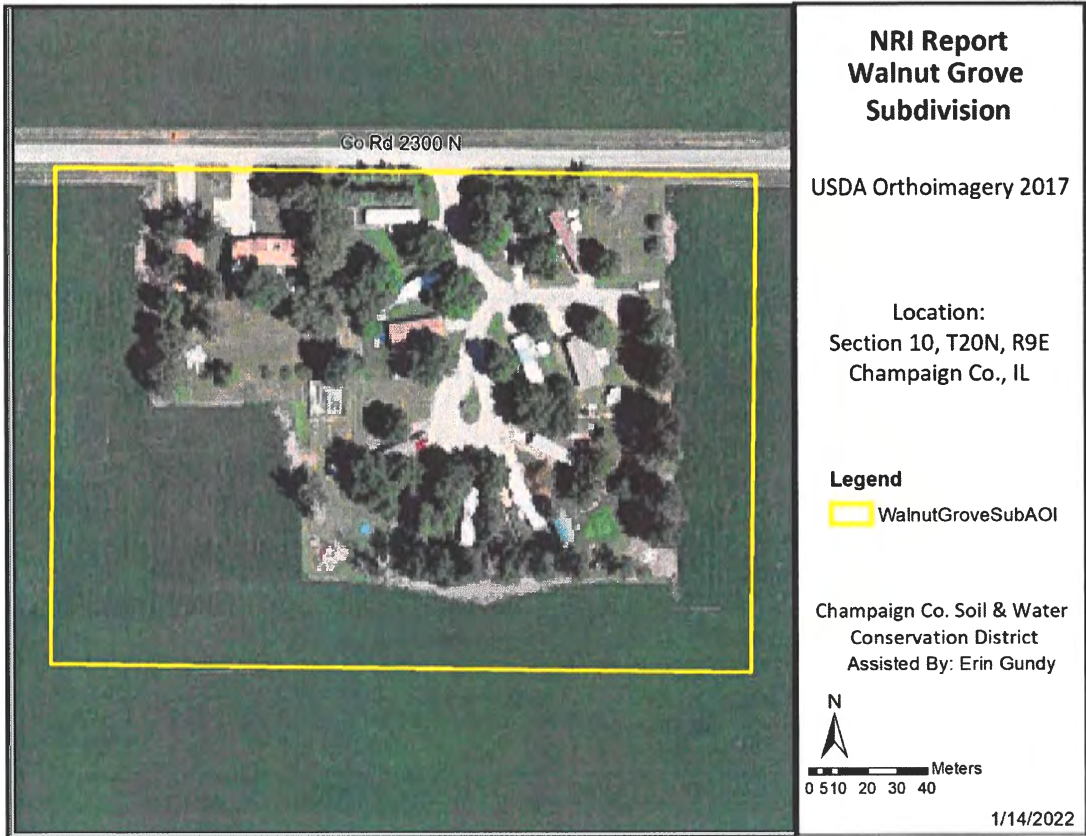 Co Rd 2300 N
NRI Report
Walnut Grove
Subdivision
USDA Orthoimagery 2017
Location:
Section 10, T20N, R9E
Champaign Co., IL
Legend
WalnutGroveSubAOI
Champaign Co. Soil & Water
Conservation District
Assisted By: Erin Gundy
N
Meters
0 510 20 30 40
1/14/2022